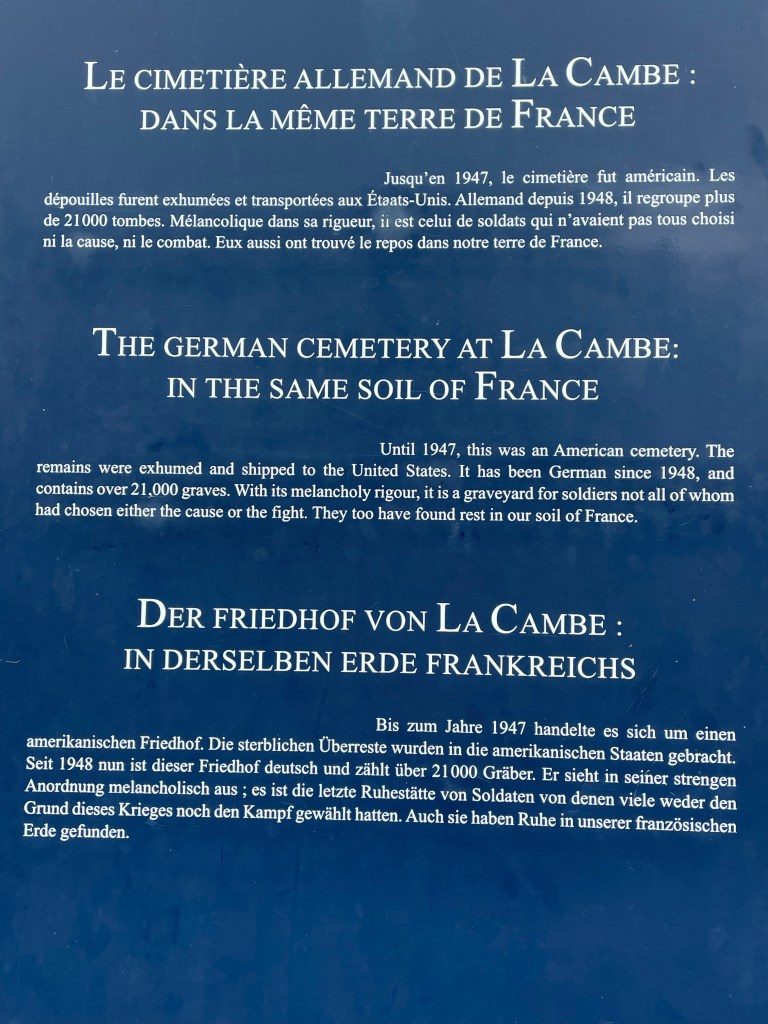 LE CIMETIÈRE ALLEMAND DE LA CAMBE :
DANS LA MÊME TERRE DE FRANCE
Jusqu'en 1947, le cimetière fut américain. Les
dépouilles furent exhumées et transportées aux Étaats-Unis. Allemand depuis 1948, il regroupe plus
de 21000 tombes. Mélancolique dans sa rigueur, il est celui de soldats qui n'avaient pas tous choisi
ni la cause, ni le combat. Eux aussi ont trouvé le repos dans notre terre de France.
THE GERMAN CEMETERY AT LA CAMBE:
IN THE SAME SOIL OF FRANCE
Until 1947, this was an American cemetery. The
remains were exhumed and shipped to the United States. It has been German since 1948, and
contains over 21,000 graves. With its melancholy rigour, it is a graveyard for soldiers not all of whom
had chosen either the cause or the fight. They too have found rest in our soil of France.
DER FRIEDHOF VON LA CAMBE :
IN DERSELBEN ERDE FRANKREICHS
Bis zum Jahre 1947 handelte es sich um einen
amerikanischen Friedhof. Die sterblichen Überreste wurden in die amerikanischen Staaten gebracht.
Seit 1948 nun ist dieser Friedhof deutsch und zählt über 21000 Gräber. Er sieht in seiner strengen
Anordnung melancholisch aus ; es ist die letzte Ruhestätte von Soldaten von denen viele weder den
Grund dieses Krieges noch den Kampf gewählt hatten. Auch sie haben Ruhe in unserer französischen
Erde gefunden.